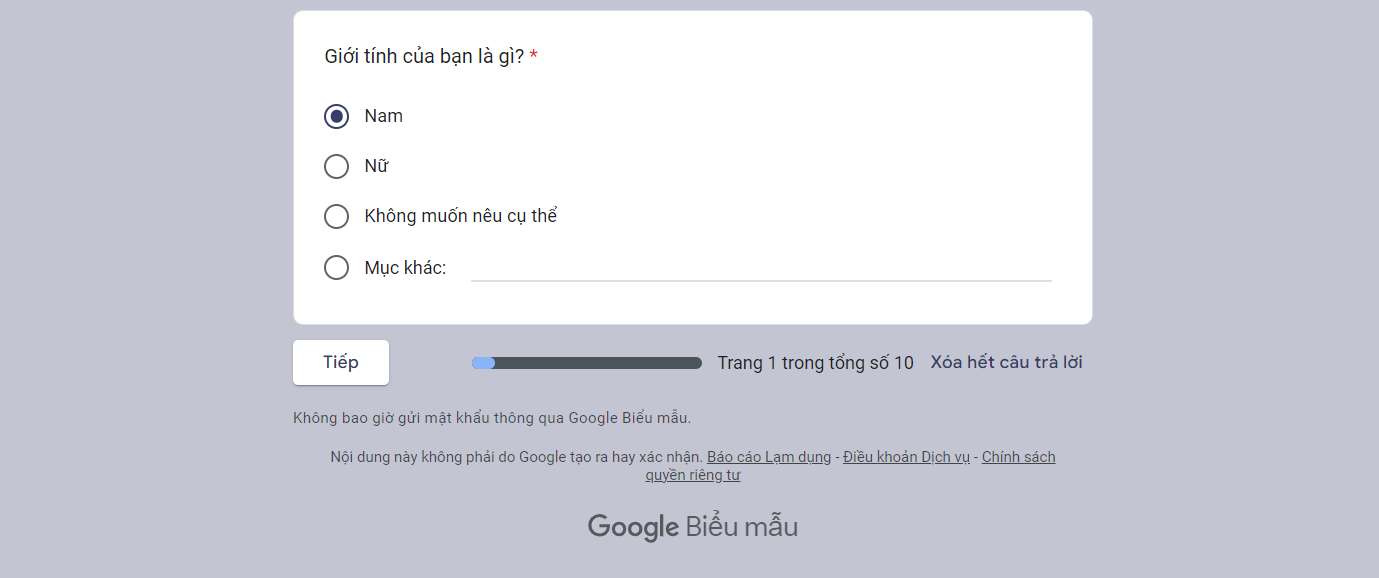 Giới tính của bạn là gì? *
Nam
Nữ
Không muốn nêu cụ thể
Mục khác:
Tiếp
Trang 1 trong tổng số 10
Xóa hết câu trả lời
Không bao giờ gửi mật khẩu thông qua Google Biểu mẫu.
Nội dung này không phải do Google tạo ra hay xác nhận. Báo cáo Lạm dụng - Điều khoản Dịch vụ - Chính sách
quyền riêng tư
Google Biểu mẫu